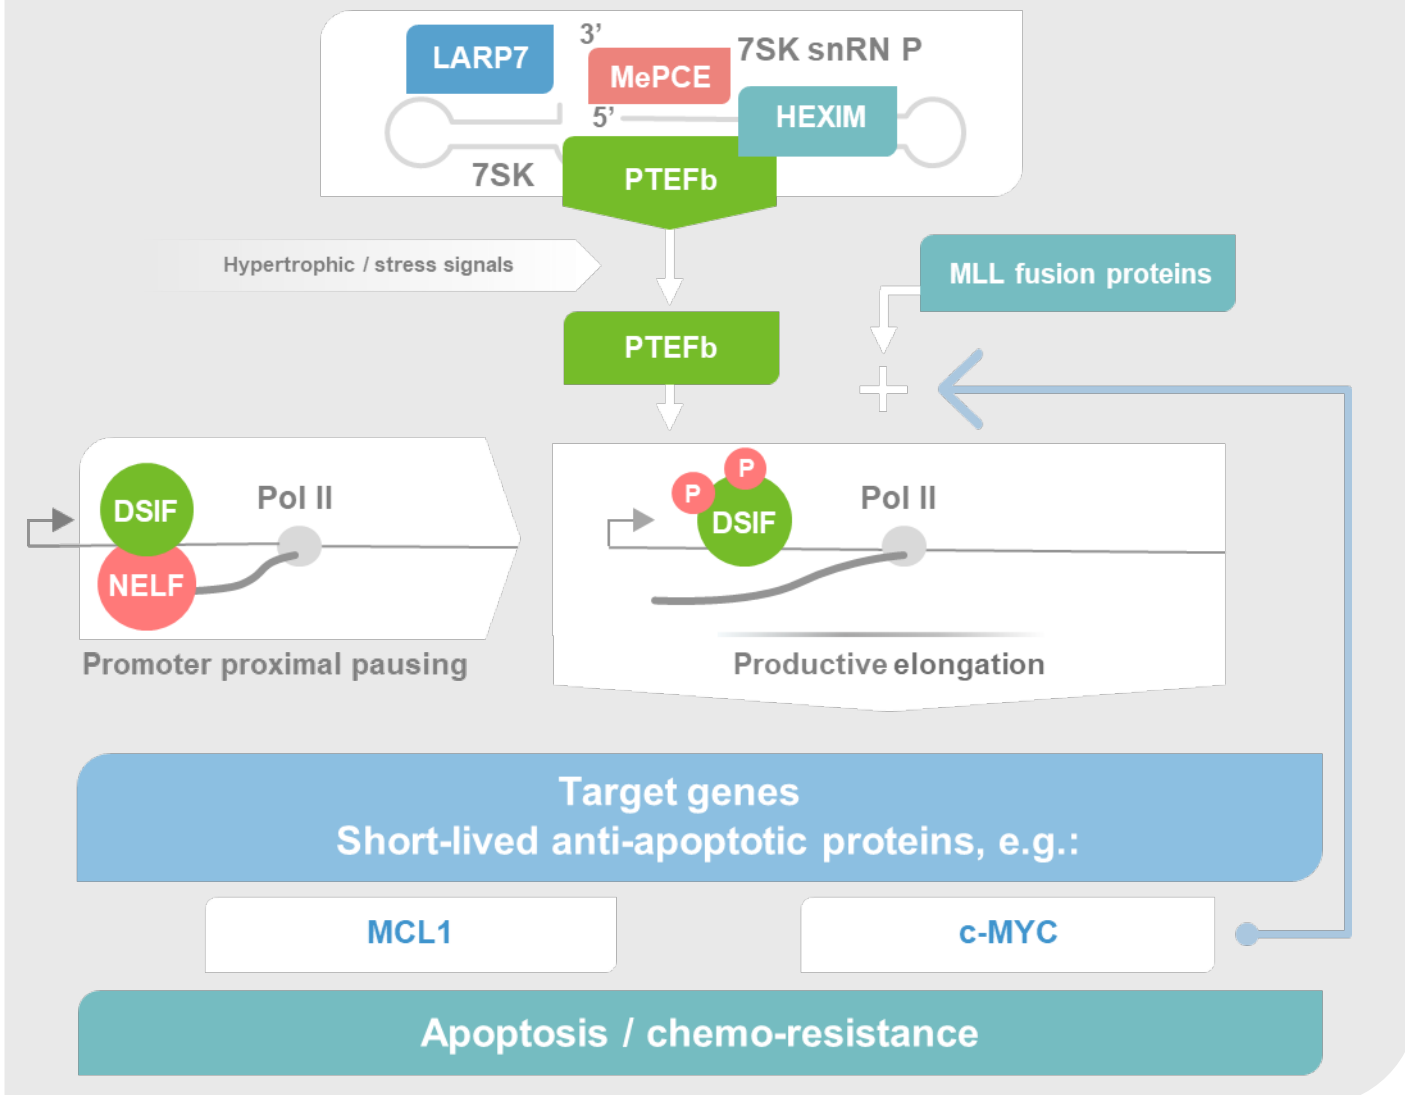 LARP7
3’
MePCE
7SK snRN P
5’
HEXIM
7SK
PTEFb
Hypertrophic / stress signals
MLL fusion proteins
PTEFb
DSIF
NELF
Pol II
Promoter proximal pausing
P
P
DSIF
Pol II
Productive elongation
Target genes
Short-lived anti-apoptotic proteins, e.g.:
MCL1
c-MYC
Apoptosis / chemo-resistance